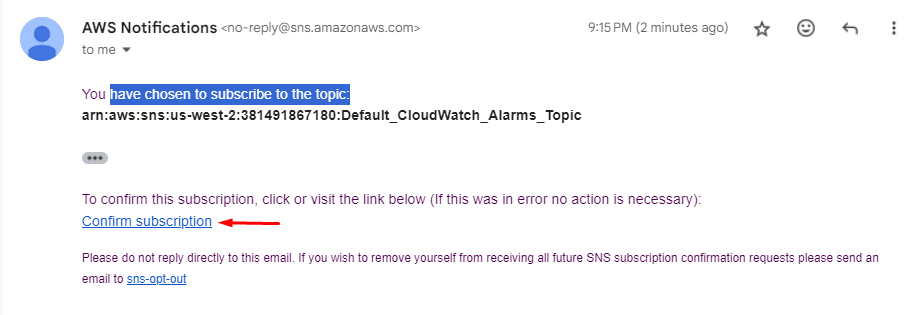 AWS Notifications <no-reply@sns.amazonaws.com> 9:15 PM (2 minutes ago)
to me
You have chosen to subscribe to the topic:
arn:aws:sns:us-west-2:381491867180:Default_CloudWatch_Alarms_Topic
To confirm this subscription, click or visit the link below (If this was in error no action is necessary):
Confirm subscription
Please do not reply directly to this email. If you wish to remove yourself from receiving all future SNS subscription confirmation requests please send an
email to sns-opt-out